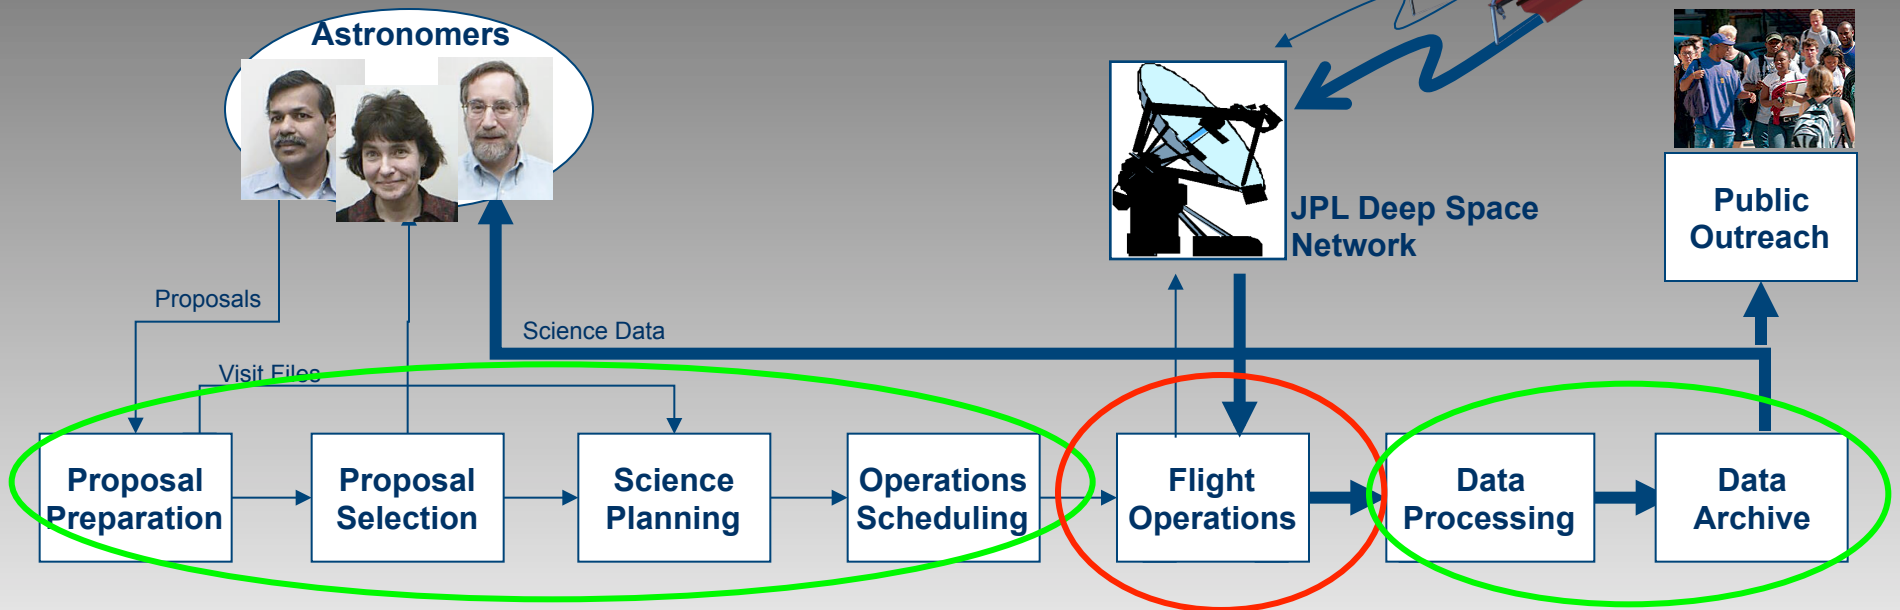 Astronomers
JPL Deep Space
Network
Public
Outreach
Proposals
Science Data
Visit Files
Proposal
Preparation
Proposal
Selection
Science
Planning
Operations
Scheduling
Flight
Operations
Data
Processing
Data
Archive